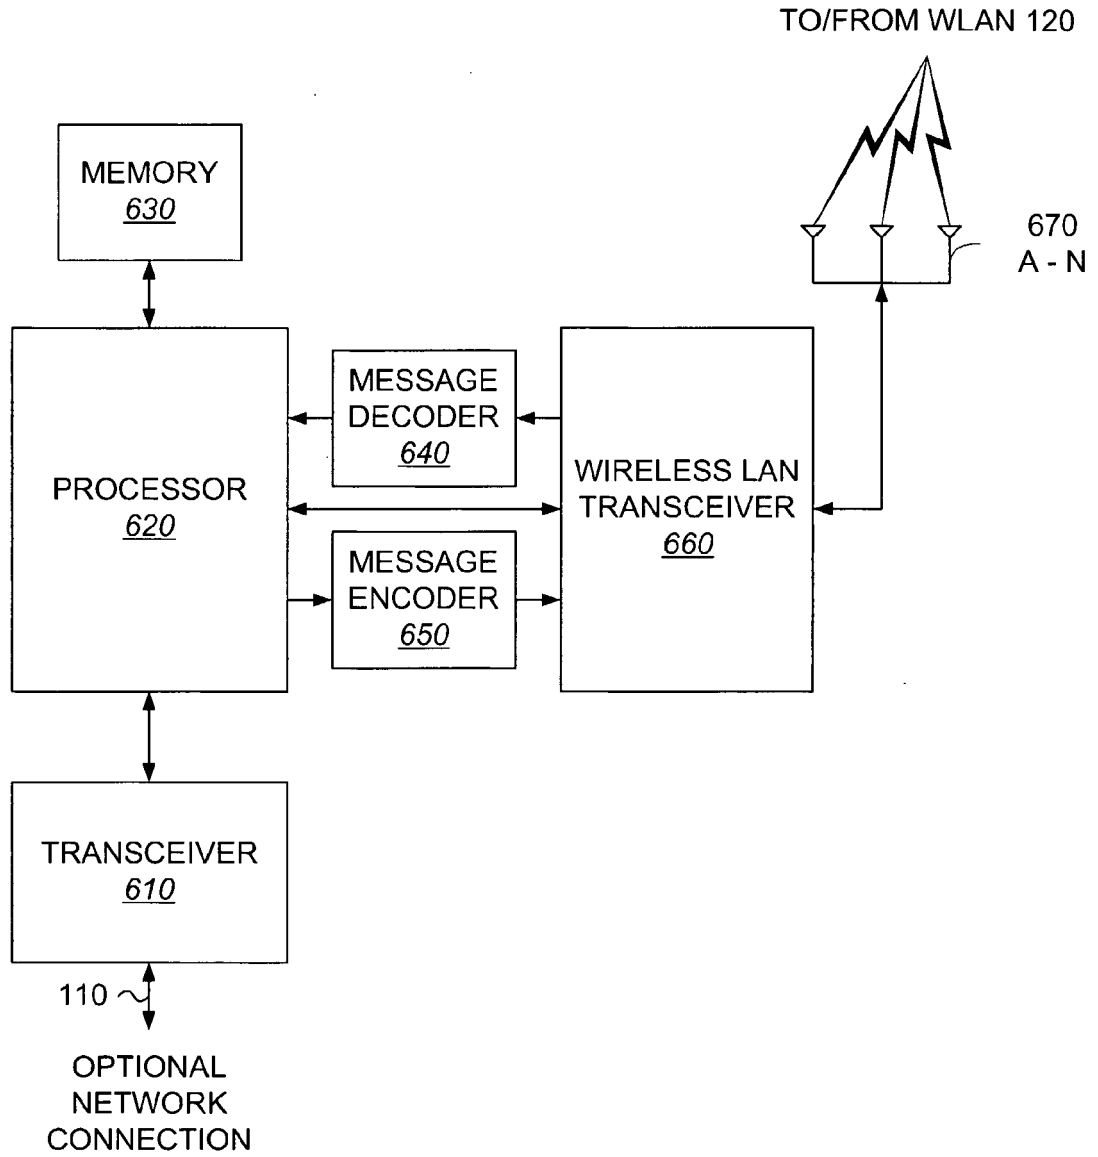 TO/FROM WLAN 120
MEMORY
630
670
A - N
MESSAGE
DECODER
640
PROCESSOR
620
WIRELESS LAN
TRANSCEIVER
660
MESSAGE
ENCODER
650
TRANSCEIVER
610
110
OPTIONAL
NETWORK
CONNECTION